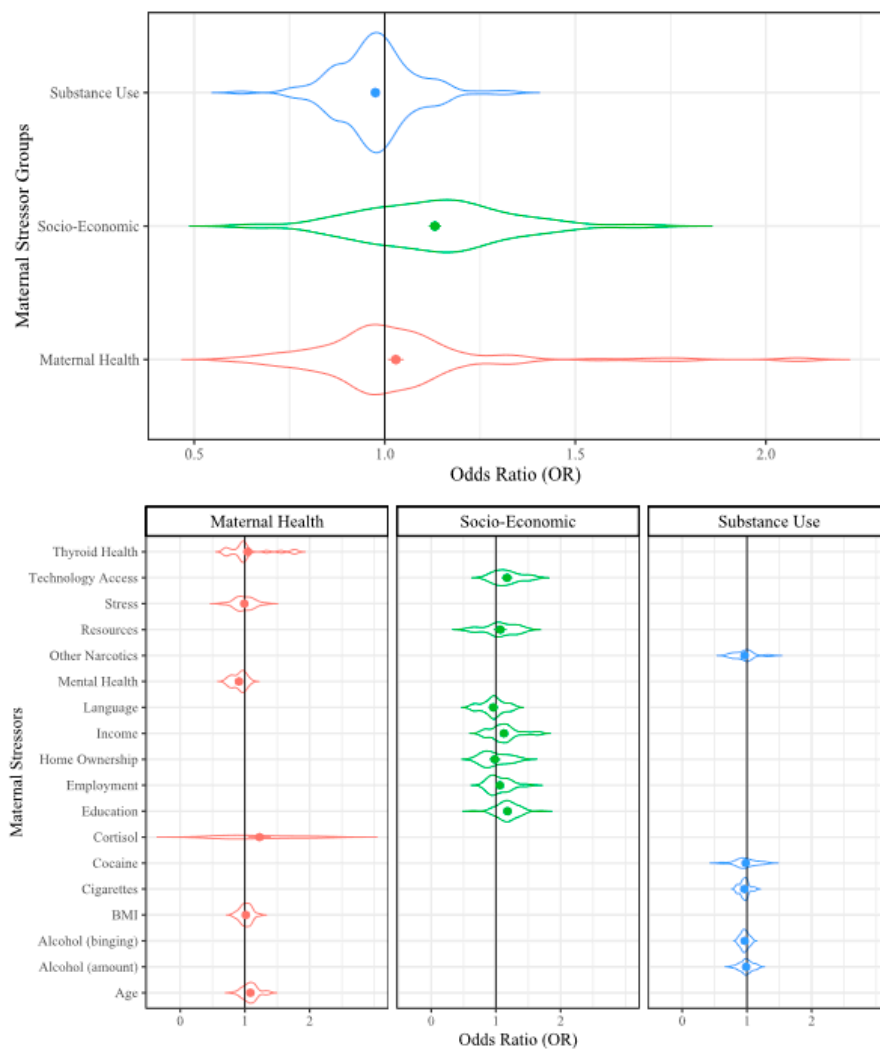 Maternal Stressor Groups
Substance Use
Socio-Economic
Maternal Health
0.5 1.0 1.5 2.0
Odds Ratio (OR)
Maternal Health Socio-Economic Substance Use
Maternal Stressors
Thyroid Health
Technology Access
Stress
Resources
Other Narcotics
Mental Health
Language
Income
Home Ownership
Employment
Education
Cortisol
Cocaine
Cigarettes
BMI
Alcohol (binging)
Alcohol (amount)
Age
0 1 2 0 1 2 0 1 2
Odds Ratio (OR)